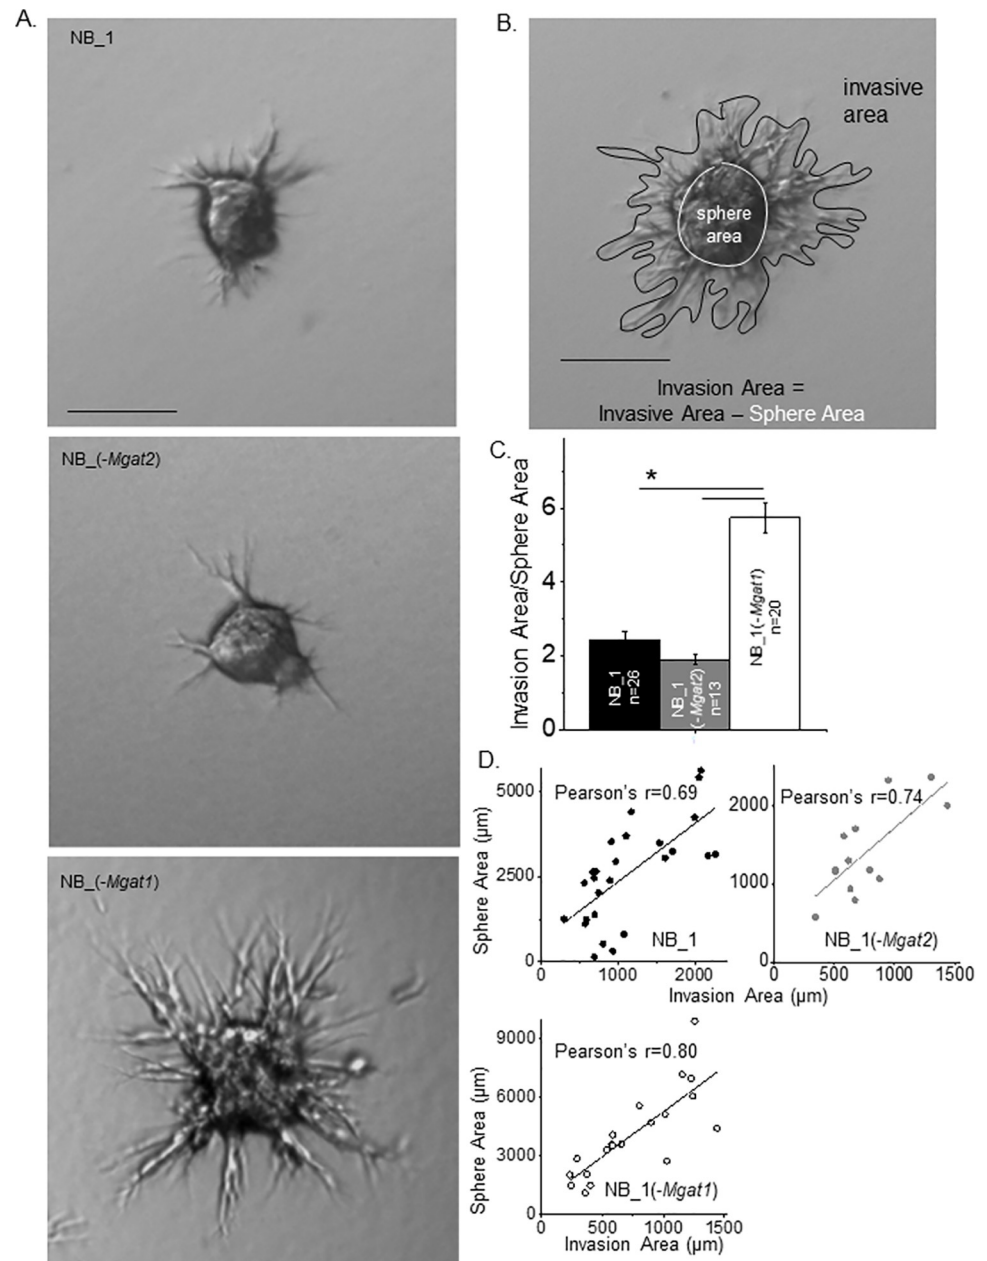 A.
NB_1
NB_(-Mgat2)
NB_(-Mgat1)
B.
invasive
area
sphere
area
Invasion Area =
Invasive Area – Sphere Area
C.
Invasion Area/Sphere Area
6
4
2
0
*
NB_1
n=26
NB_1
(-Mgat2)
n=13
NB_1(-Mgat1)
n=20
D.
Sphere Area (μm)
5000
2500
0
Pearson's r=0.69
NB_1
0
1000
2000
2000
1000
0
Pearson's r=0.74
NB_1(-Mgat2)
0
500
1000
1500
Invasion Area (μm)
Sphere Area (μm)
9000
6000
3000
0
Pearson's r=0.80
NB_1(-Mgat1)
0
500
1000
1500
Invasion Area (μm)